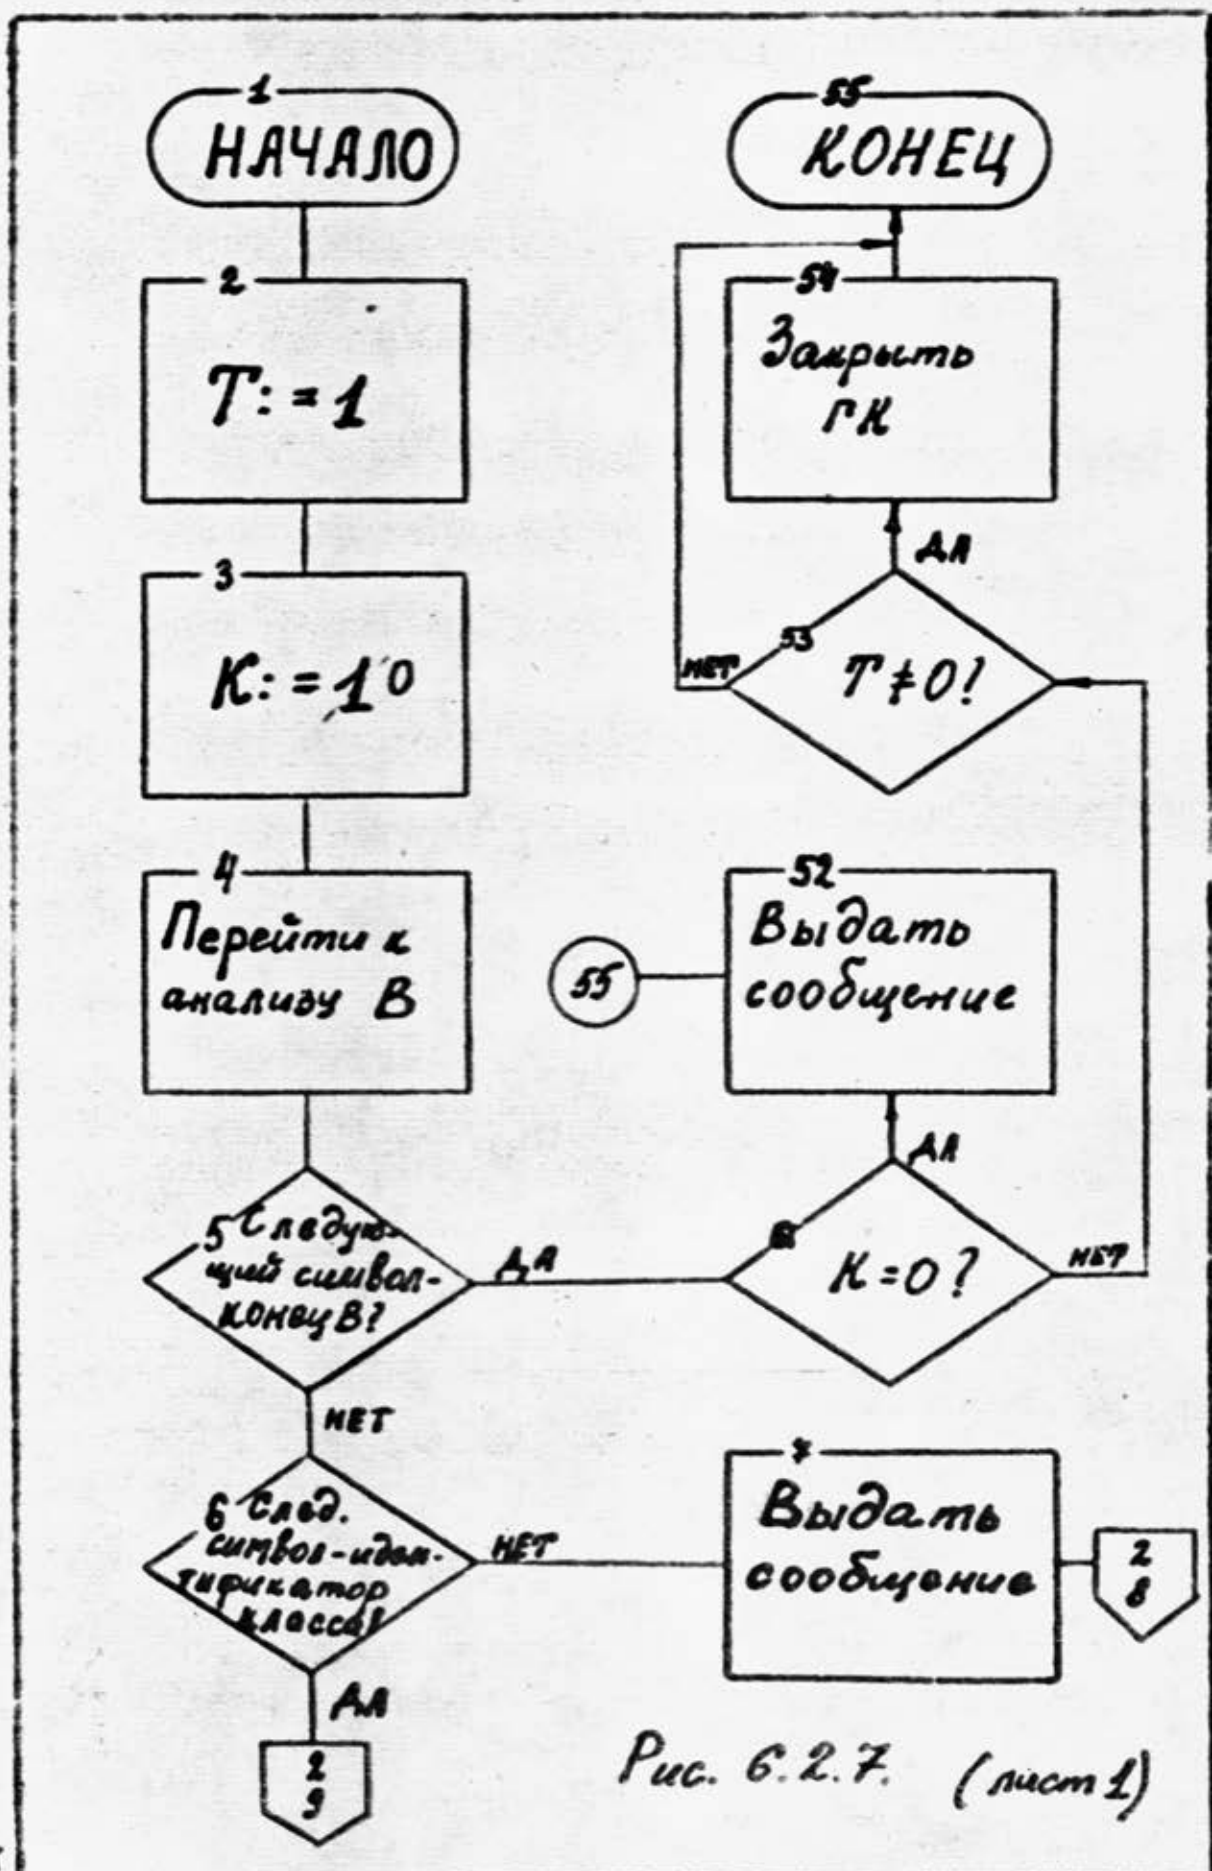 1
НАЧАЛО
2
Т: = 1
3
К: = 10
4
Перейти к
анализу В
5 Следую-
щий символ-
конец В?
ДА
НЕТ
6 След.
символ-иден-
тификатор
класса?
НЕТ
ДА
2
9
55
КОНЕЦ
54
Закрыть
ГК
ДА
53
НЕТ
Т ≠ 0?
52
Выдать
сообщение
55
ДА
К = 0?
НЕТ
7
Выдать
сообщение
2
8
Рис. 6.2.7. (лист 1)